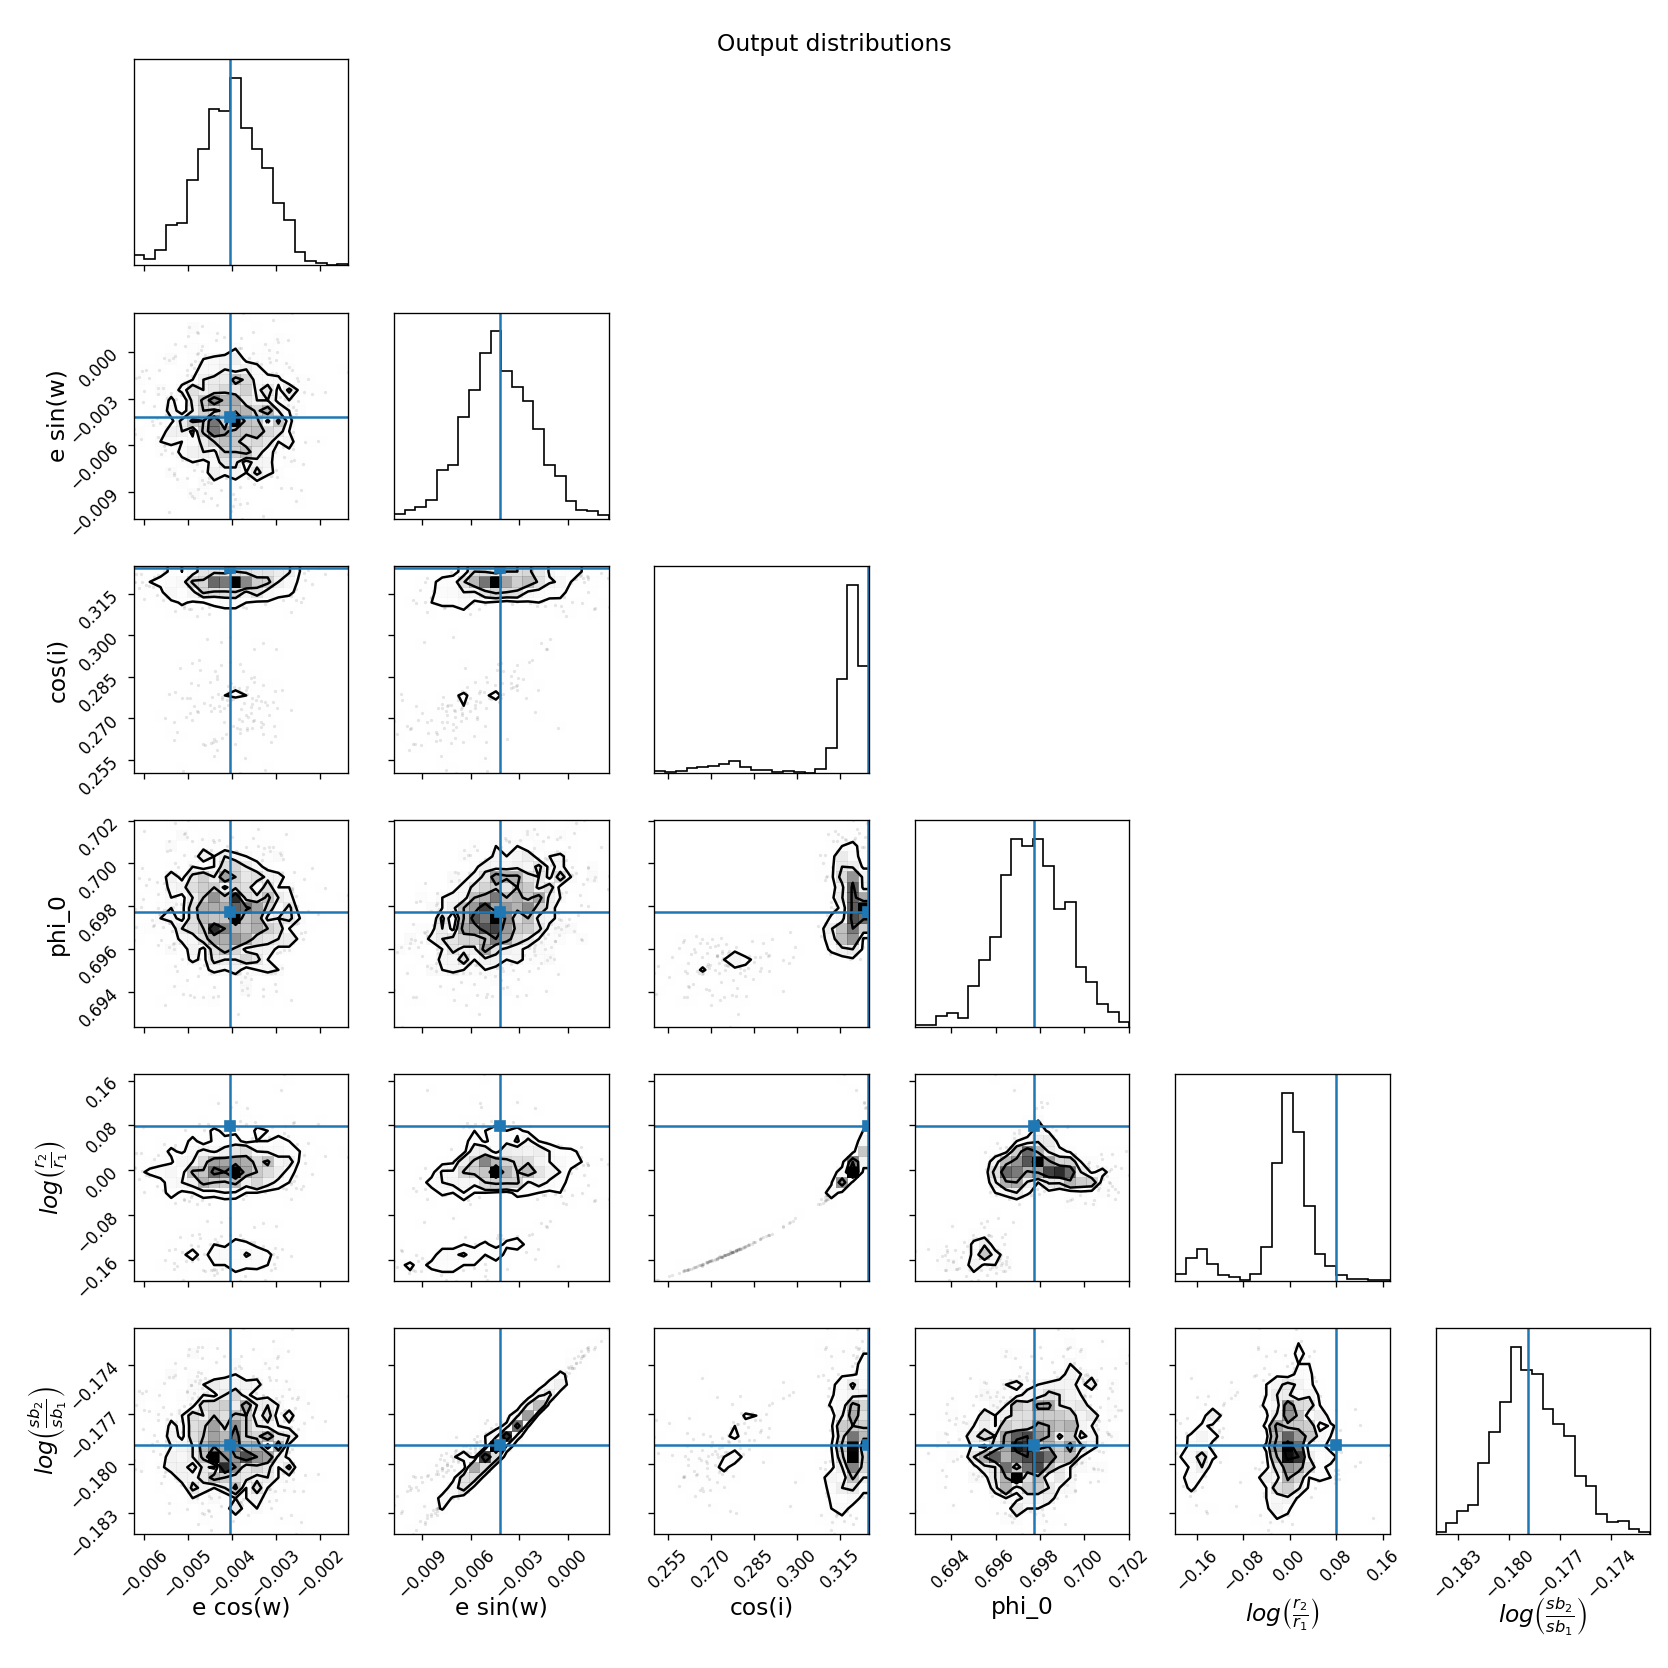 Output distributions
e sin(w)
0.000
−0.003
−0.006
−0.009
cos(i)
0.315
0.300
0.285
0.270
0.255
phi_0
0.702
0.700
0.698
0.696
0.694
log(r₂/r₁)
0.16
0.08
0.00
−0.08
−0.16
log(sb₂/sb₁)
−0.174
−0.177
−0.180
−0.183
−0.006 −0.005 −0.004 −0.003 −0.002
e cos(w)
−0.009 −0.006 −0.003 0.000
e sin(w)
0.255 0.270 0.285 0.300 0.315
cos(i)
0.694 0.696 0.698 0.700 0.702
phi_0
−0.16 −0.08 0.00 0.08 0.16
log(r₂/r₁)
−0.183 −0.180 −0.177 −0.174
log(sb₂/sb₁)